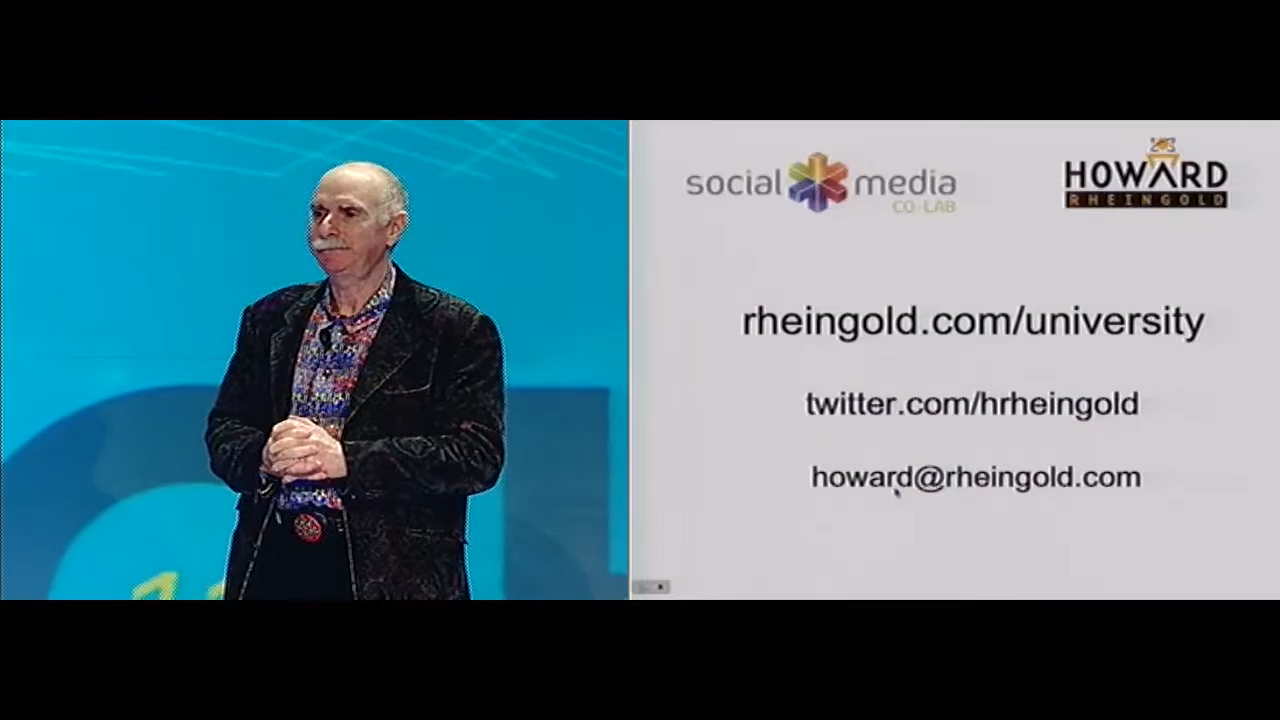 social media
CO-LAB
HOWARD
RHEINGOLD
rheingold.com/university
twitter.com/hrheingold
howard@rheingold.com